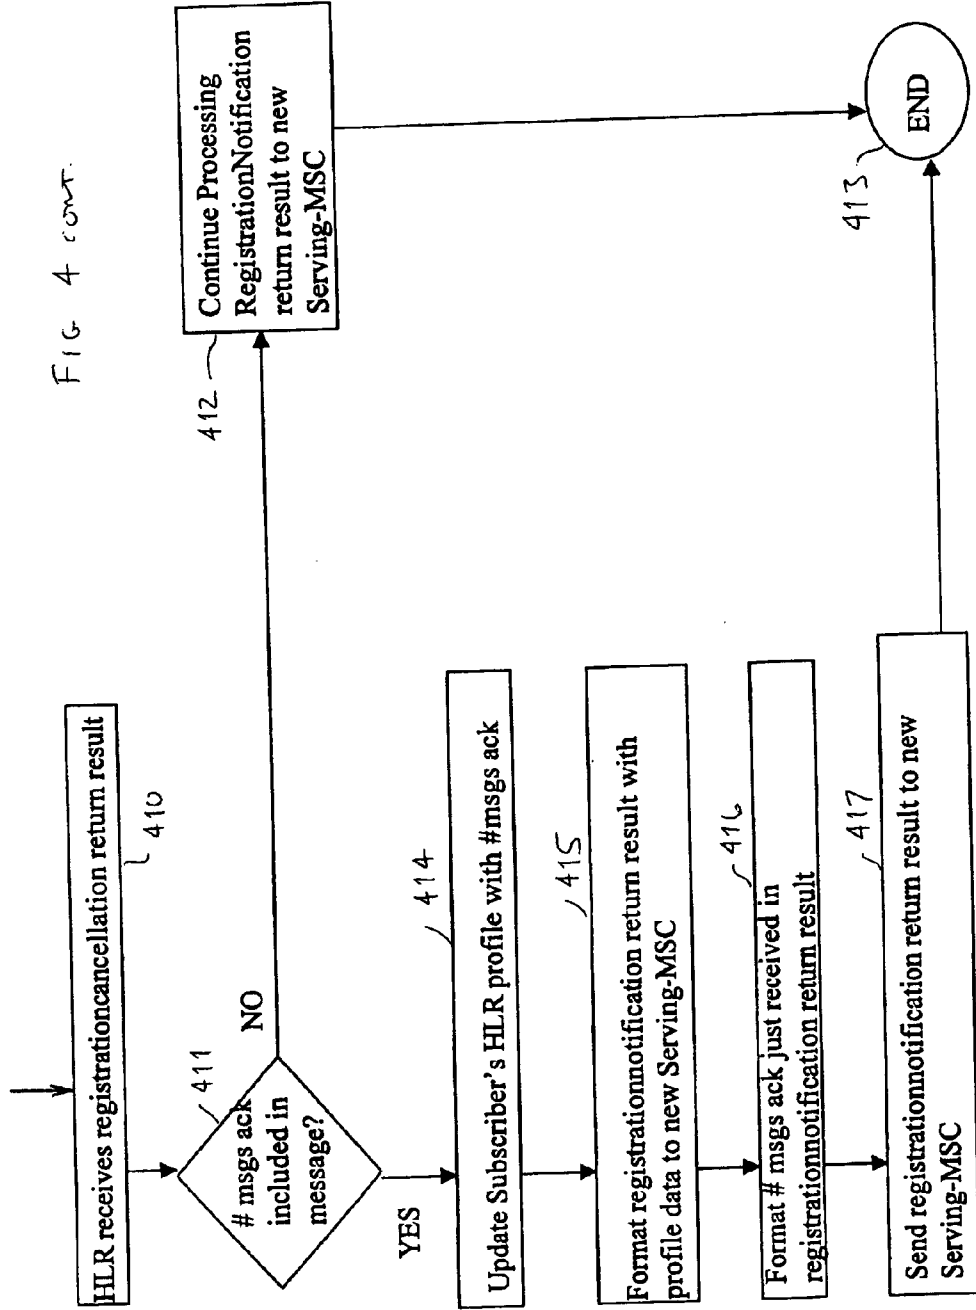 FIG 4 cont.
HLR receives registrationcancellation return result
410
# msgs ack
included in
message?
411
NO
YES
412
Continue Processing
RegistrationNotification
return result to new
Serving-MSC
Update Subscriber's HLR profile with #msgs ack
414
Format registrationnotification return result with
profile data to new Serving-MSC
415
Format # msgs ack just received in
registrationnotification return result
416
Send registrationnotification return result to new
Serving-MSC
417
END
413